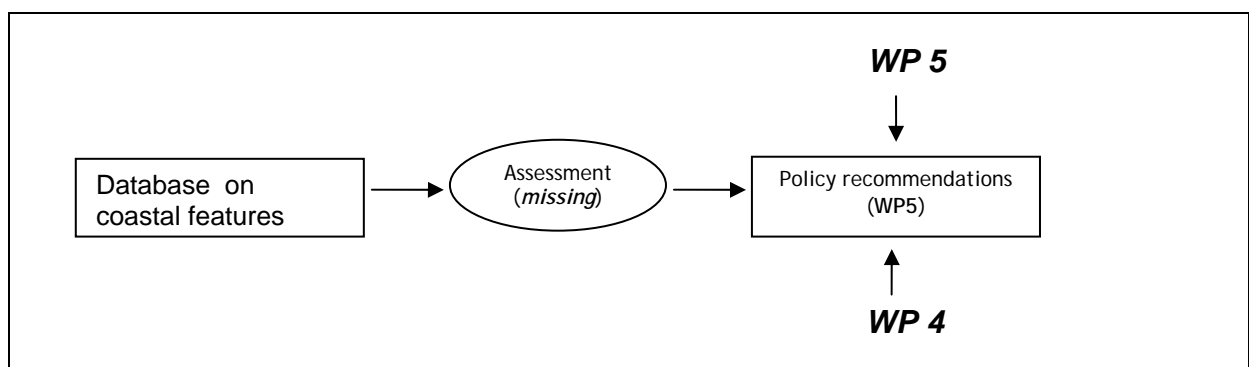 WP 5
Database on
coastal features
Assessment
(missing)
Policy recommendations
(WP5)
WP 4